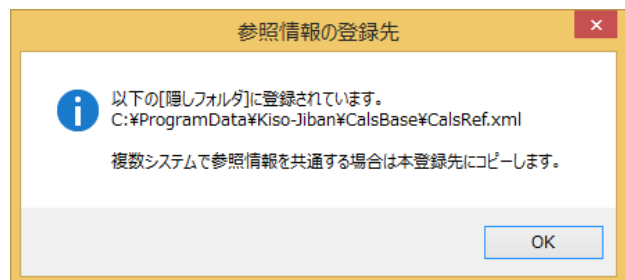 参照情報の登録先
以下の[隠しフォルダ]に登録されています。
C:¥ProgramData¥Kiso-Jiban¥CalsBase¥CalsRef.xml
複数システムで参照情報を共通する場合は本登録先にコピーします。
OK